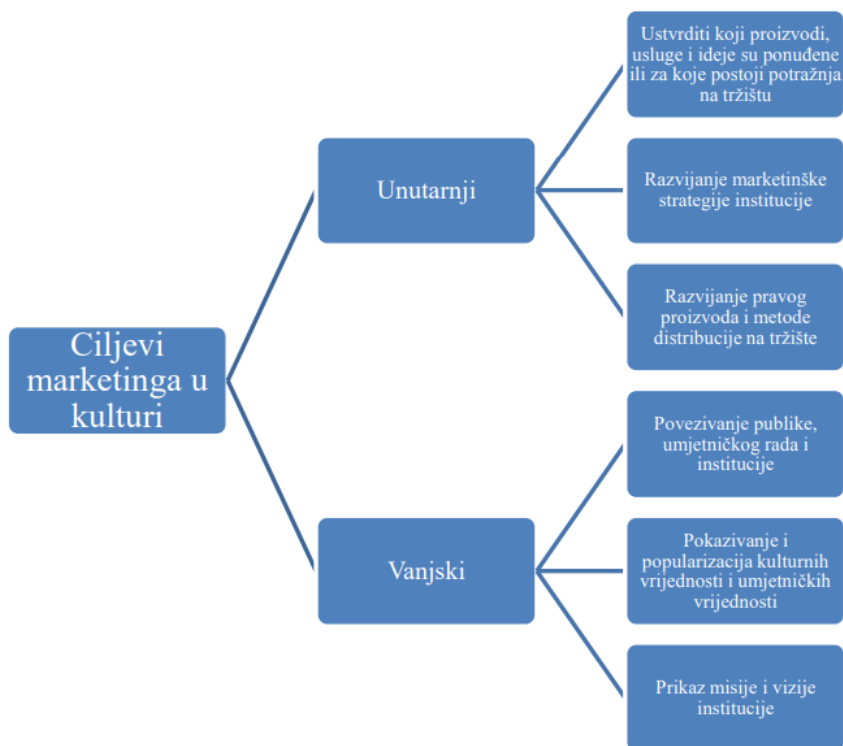 Ciljevi
marketinga u
kulturi
Unutarnji
Ustvrditi koji proizvodi,
usluge i ideje su ponuđene
ili za koje postoji potražnja
na tržištu
Razvijanje marketinške
strategije institucije
Razvijanje pravog
proizvoda i metode
distribucije na tržište
Vanjski
Povezivanje publike,
umjetničkog rada i
institucije
Pokazivanje i
popularizacija kulturnih
vrijednosti i umjetničkih
vrijednosti
Prikaz misije i vizije
institucije